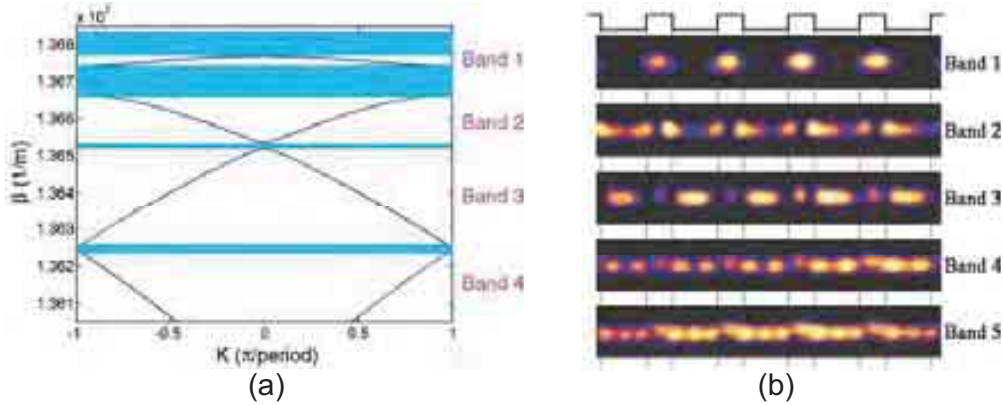 x 10⁷
1.368
1.367
1.366
1.365
1.364
1.363
1.362
1.361
β (1/m)
-1
-0.5
0
0.5
1
K (π/period)
Band 1
Band 2
Band 3
Band 4
(a)
Band 1
Band 2
Band 3
Band 4
Band 5
(b)